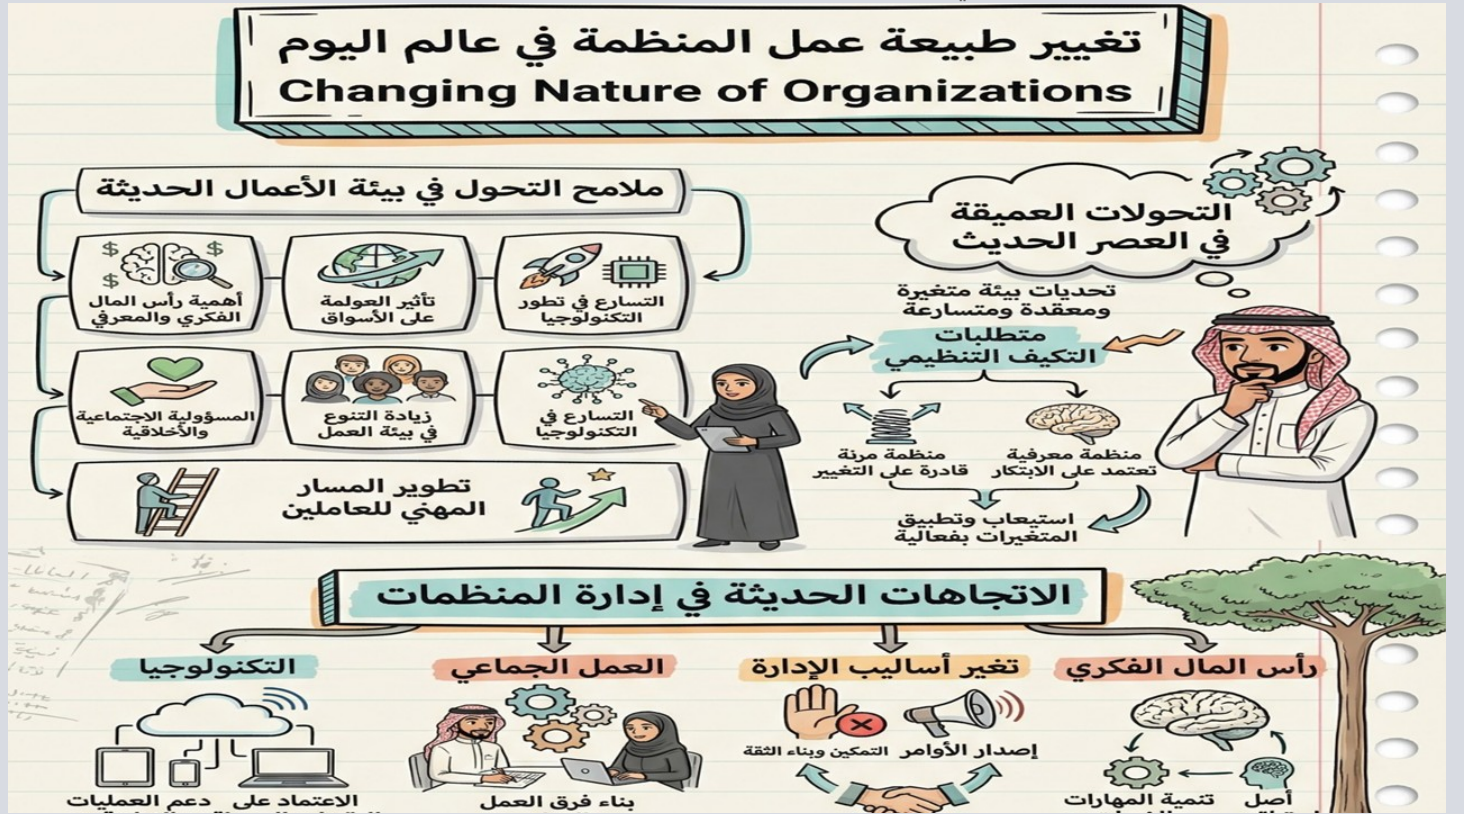 تغيير طبيعة عمل المنظمة في عالم اليوم
Changing Nature of Organizations
التحولات العميقة
في العصر الحديث
تحديات بيئة متغيرة
ومعقدة ومتسارعة
متطلبات
التكيف التنظيمي
منظمة معرفية
تعتمد على الابتكار
منظمة مرنة
قادرة على التغيير
استيعاب وتطبيق
المتغيرات بفعالية
ملامح التحول في بيئة الأعمال الحديثة
التسارع في تطور
التكنولوجيا
تأثير العولمة
على الأسواق
أهمية رأس المال
الفكري والمعرفي
التسارع في
التكنولوجيا
زيادة التنوع
في بيئة العمل
المسؤولية الاجتماعية
والأخلاقية
تطوير المسار
المهني للعاملين
الاتجاهات الحديثة في إدارة المنظمات
رأس المال الفكري
أصل
تنمية المهارات
تغير أساليب الإدارة
إصدار الأوامر
التمكين وبناء الثقة
العمل الجماعي
بناء فرق العمل
التكنولوجيا
الاعتماد على
دعم العمليات